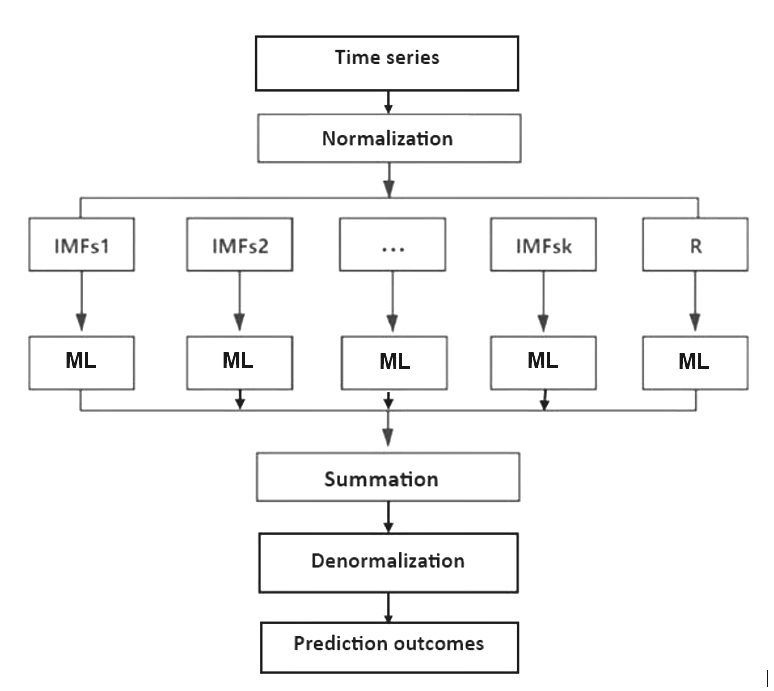 Time series
Normalization
IMFs1
IMFs2
...
IMFsk
R
ML
ML
ML
ML
ML
Summation
Denormalization
Prediction outcomes